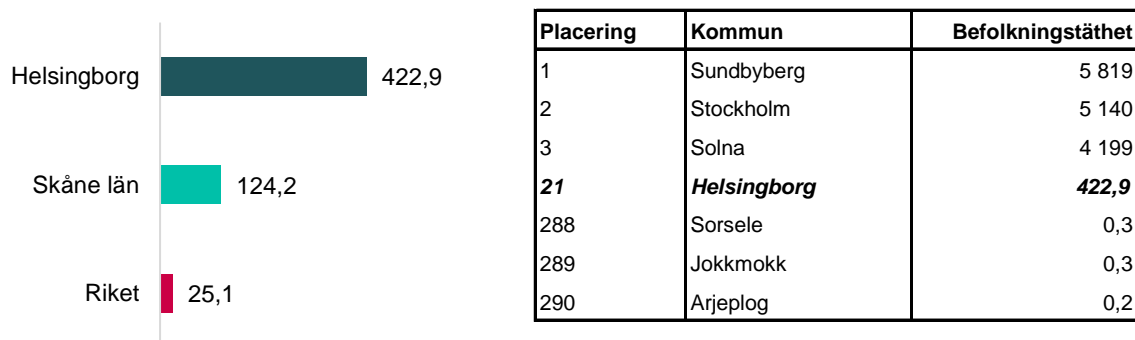 Helsingborg 422,9
Skåne län 124,2
Riket 25,1
Placering Kommun Befolkningstäthet
1 Sundbyberg 5 819
2 Stockholm 5 140
3 Solna 4 199
21 Helsingborg 422,9
288 Sorsele 0,3
289 Jokkmokk 0,3
290 Arjeplog 0,2